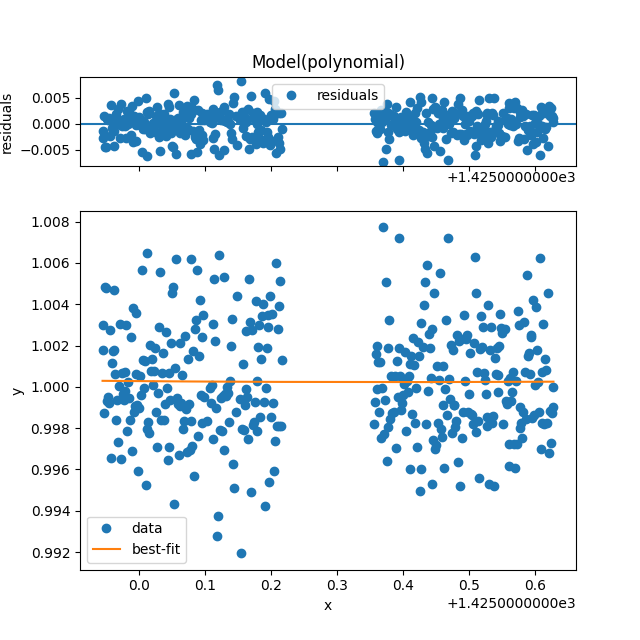 Model(polynomial)
residuals
0.005
0.000
−0.005
residuals
+1.4250000000e3
y
1.008
1.006
1.004
1.002
1.000
0.998
0.996
0.994
0.992
data
best-fit
0.0 0.1 0.2 0.3 0.4 0.5 0.6
x
+1.4250000000e3